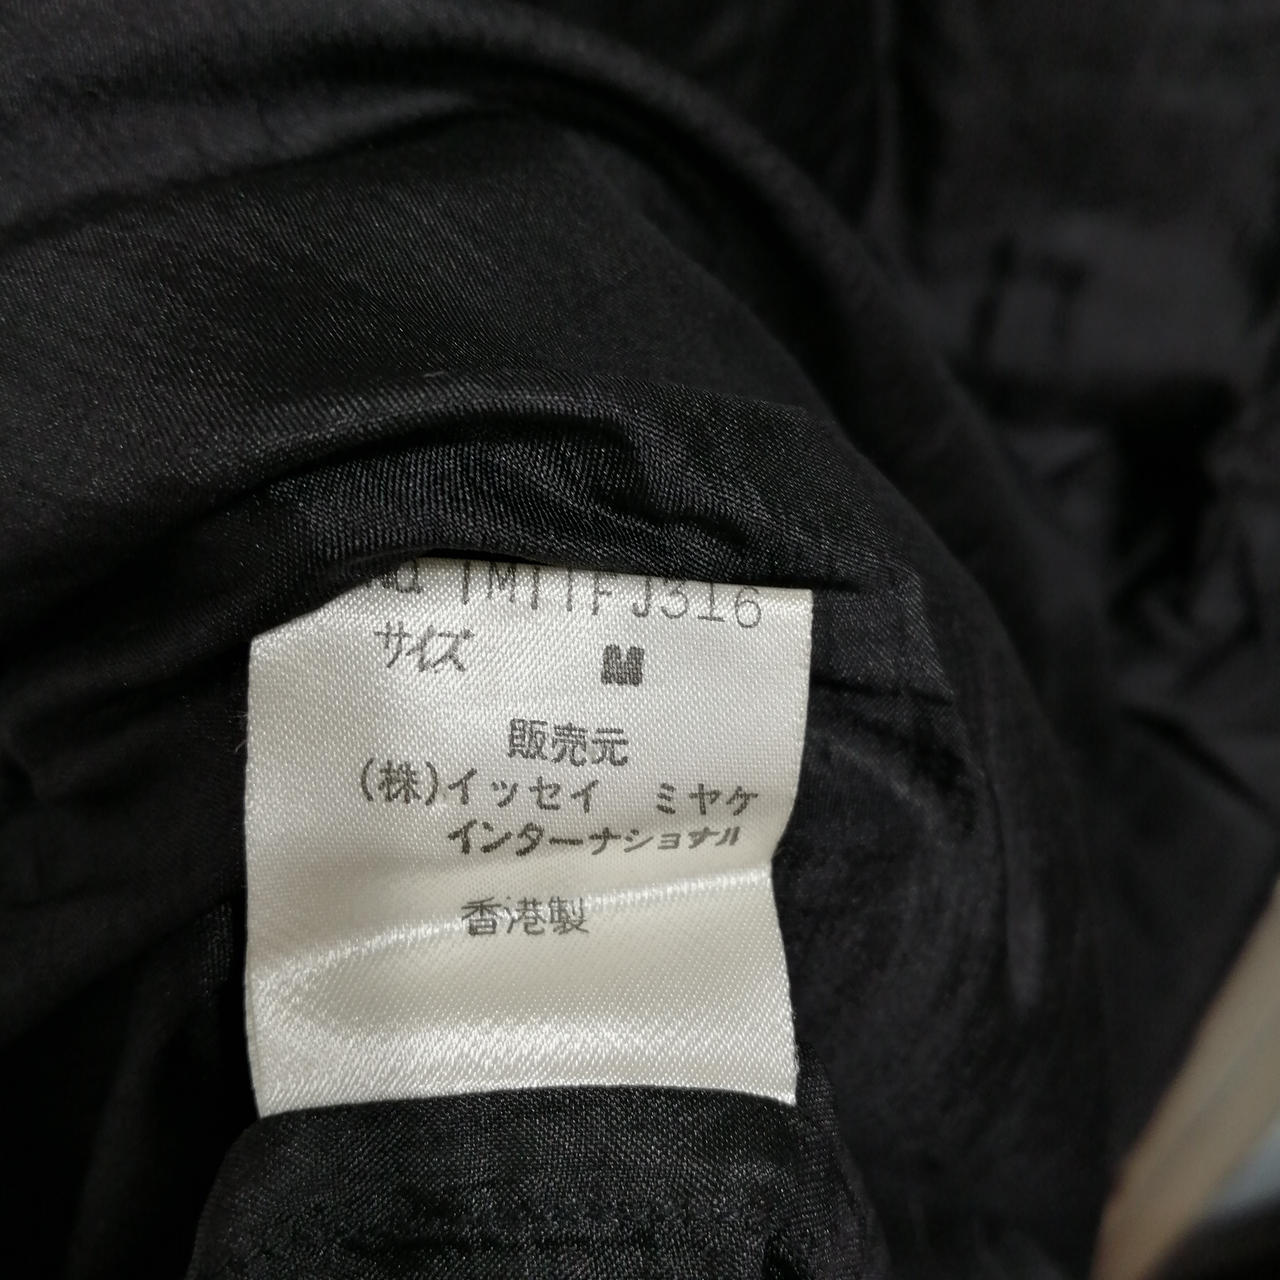 サイズ M
販売元
(株)イッセイ ミヤケ
インターナショナル
香港製